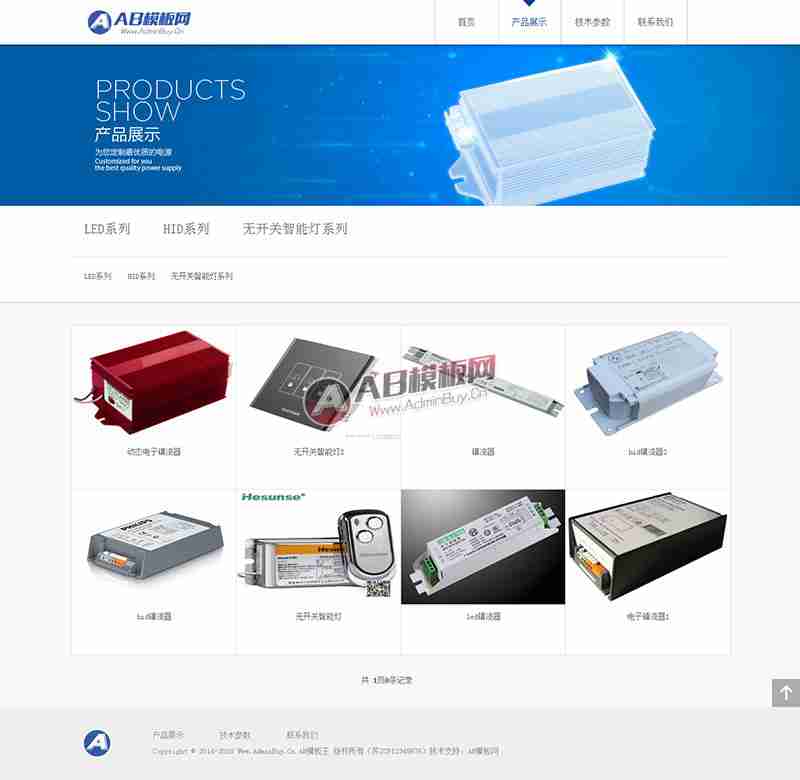 AB模板网
Www.AdminBuy.Cn
首页
产品展示
技术参数
联系我们
PRODUCTS
SHOW
产品展示
为您定制最优质的电源
Customized for you
the best quality power supply
LED系列
HID系列
无开关智能灯系列
LED系列
HID系列
无开关智能灯系列
AB模板网
Www.AdminBuy.Cn
动态电子镇流器
无开关智能灯2
镇流器
hid镇流器2
PHILIPS
Hesunse
hid镇流器
无开关智能灯
led镇流器
电子镇流器1
共 1页8条记录
产品展示
技术参数
联系我们
Www.AdminBuy.Cn AB模板王 版权所有
技术支持：AB模板网